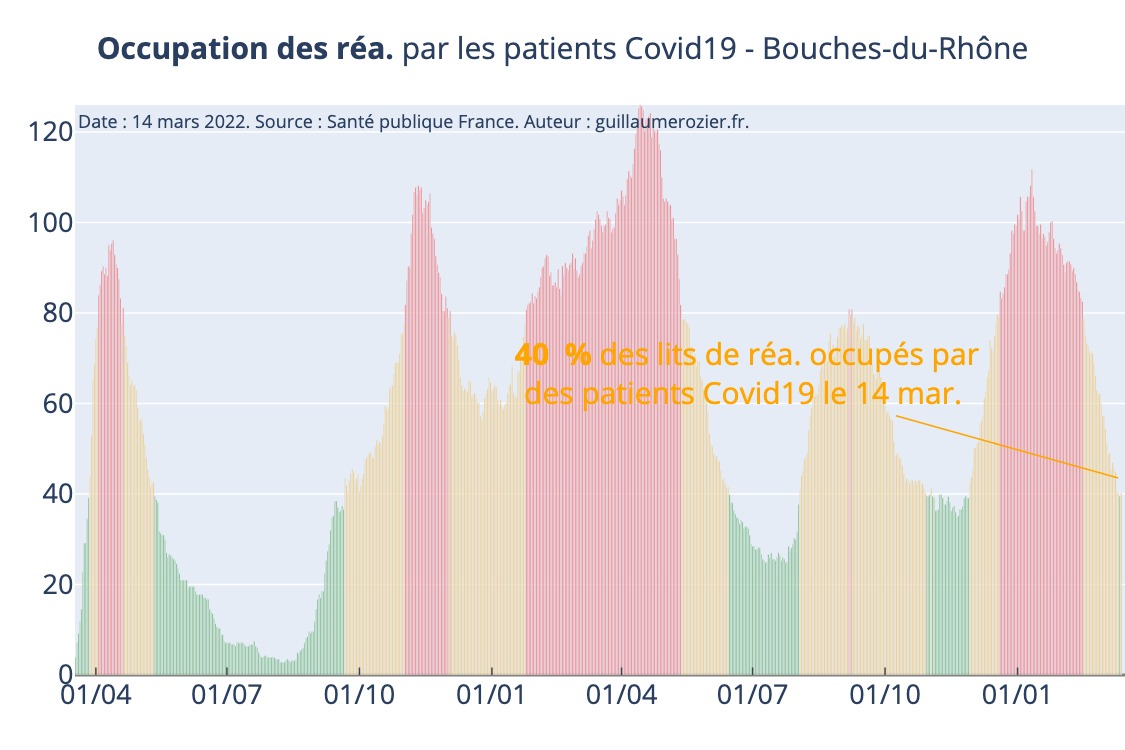 Occupation des réa. par les patients Covid19 - Bouches-du-Rhône
Date : 14 mars 2022. Source : Santé publique France. Auteur : guillaumerozier.fr.
120
100
80
60
40
20
0
40 % des lits de réa. occupés par
des patients Covid19 le 14 mar.
01/04 01/07 01/10 01/01 01/04 01/07 01/10 01/01